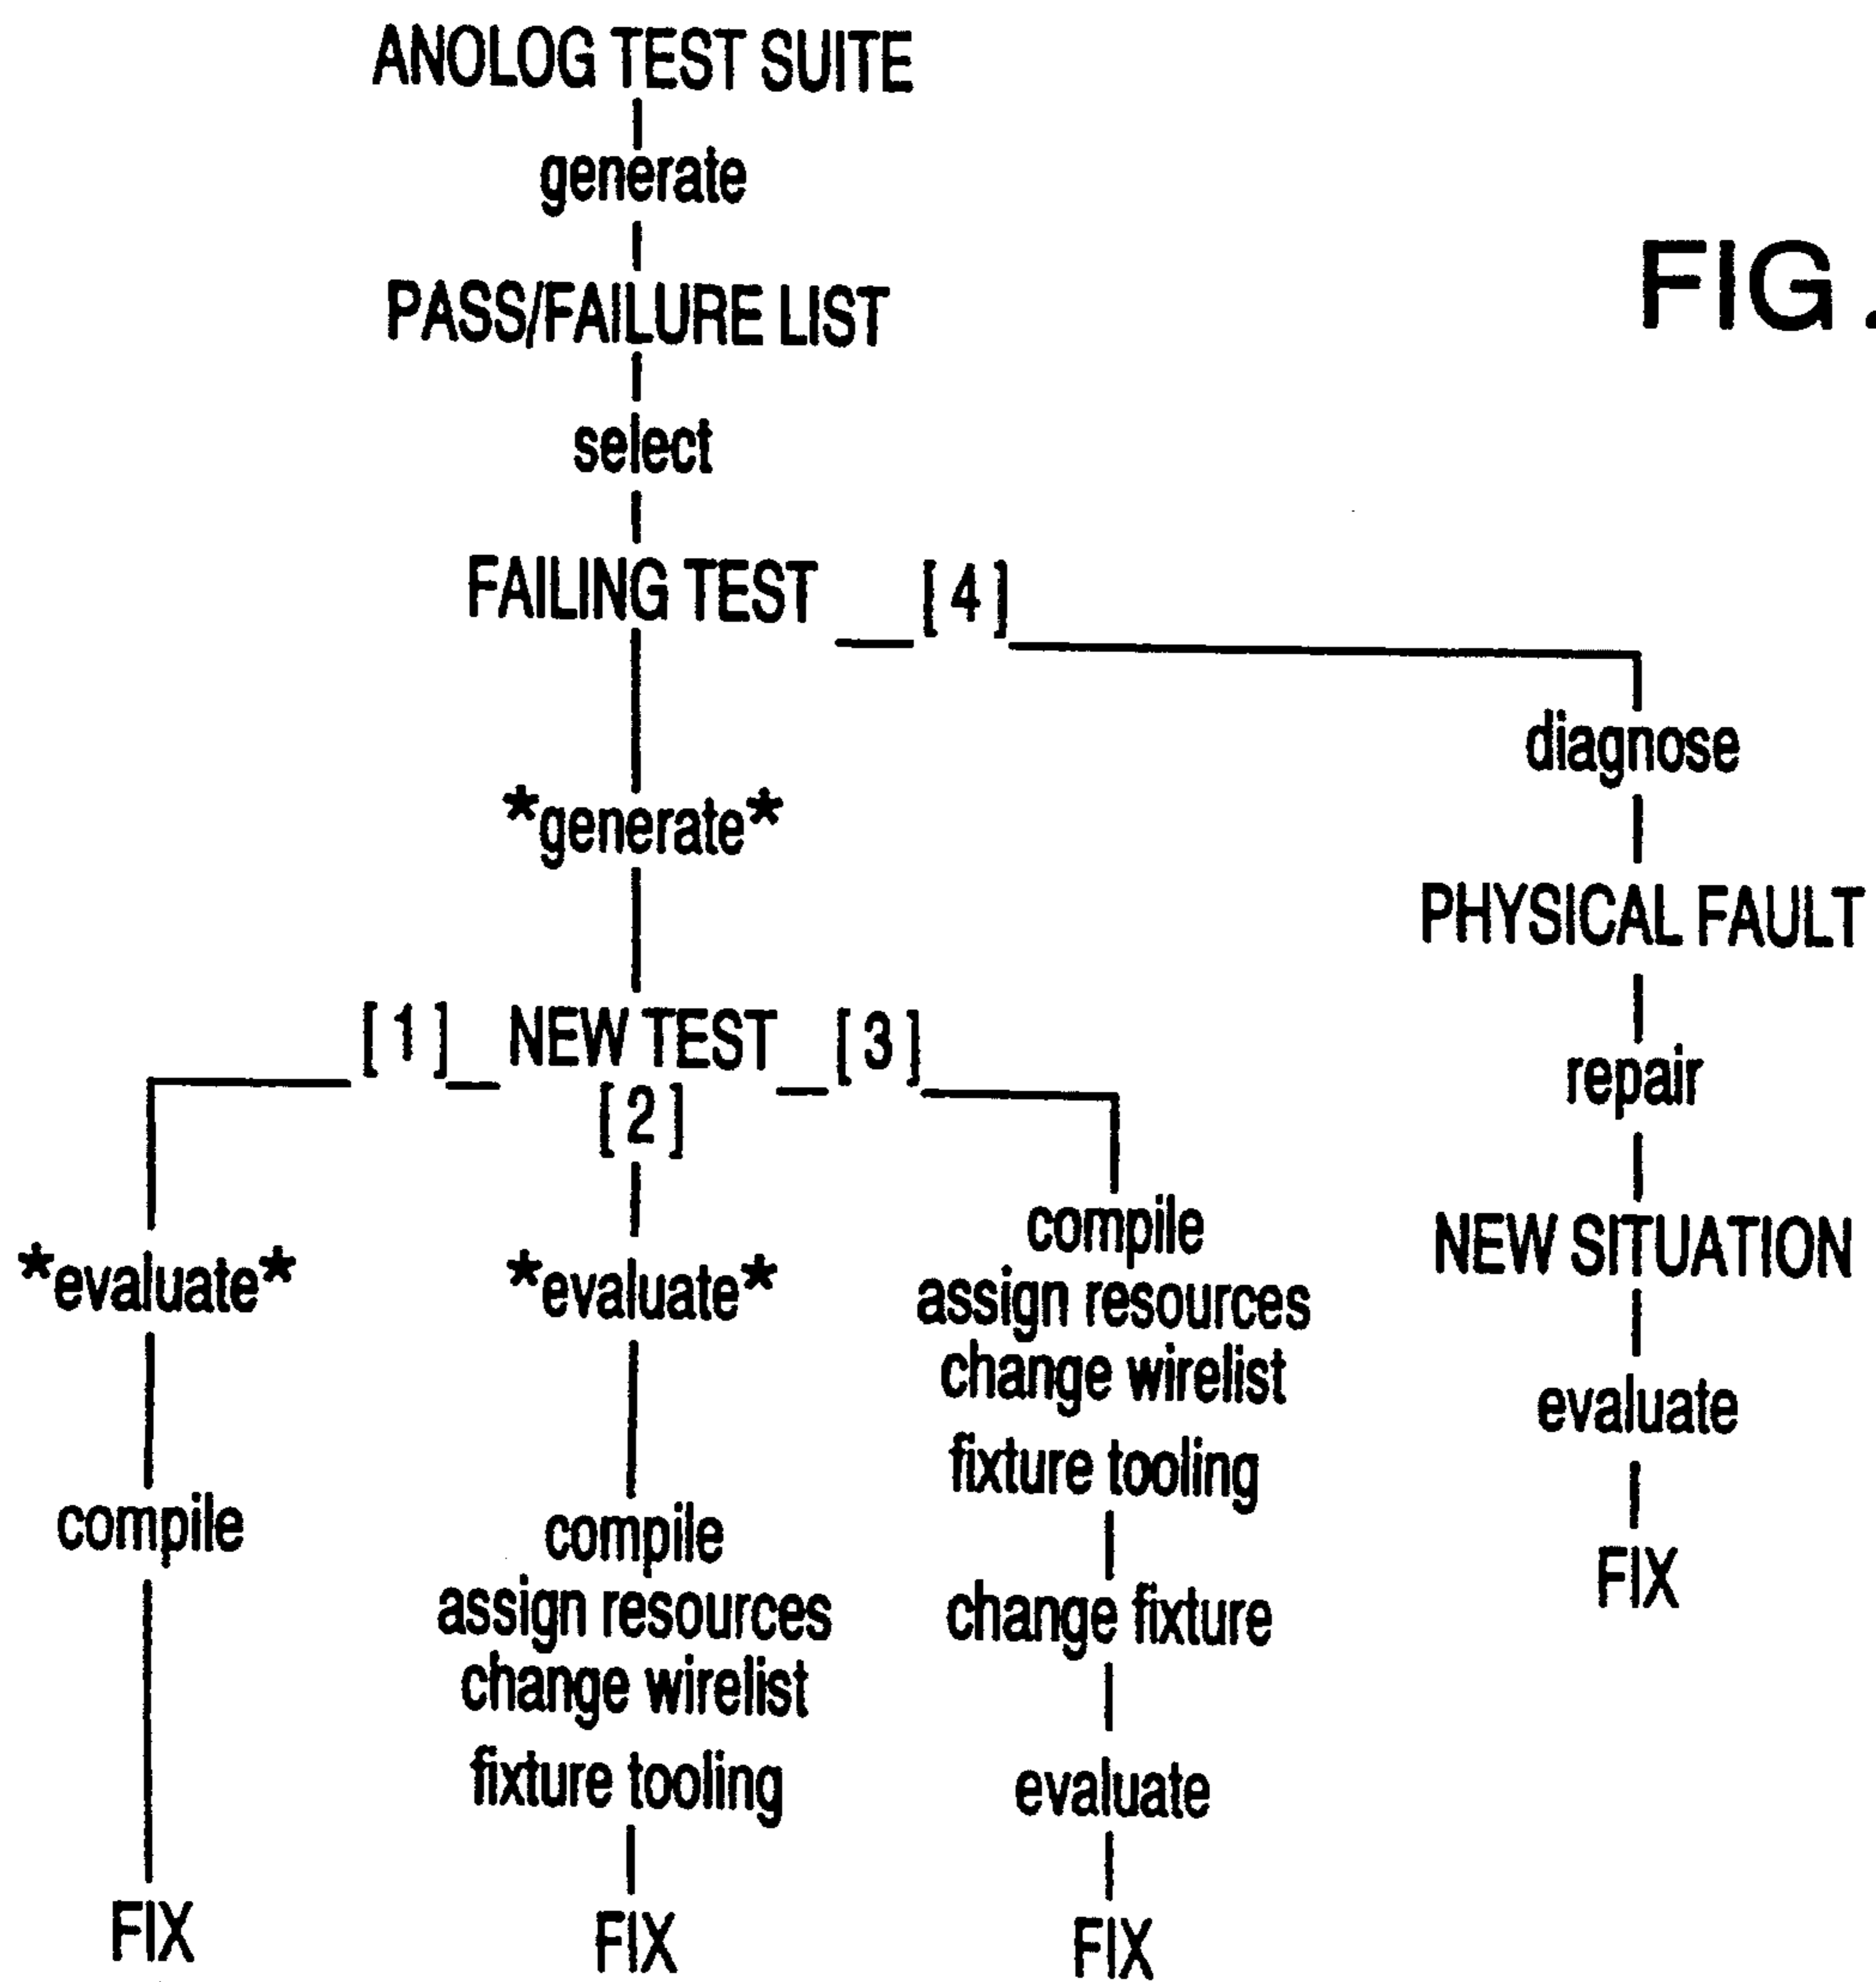 ANOLOG TEST SUITE
generate
FIG.
PASS/FAILURE LIST
select
FAILING TEST [4]
diagnose
*generate*
PHYSICAL FAULT
[1] NEW TEST [3]
[2]
repair
*evaluate*
compile
*evaluate*
compile
assign resources
change wirelist
fixture tooling
compile
assign resources
change wirelist
fixture tooling
change fixture
evaluate
NEW SITUATION
evaluate
FIX
FIX
FIX
FIX